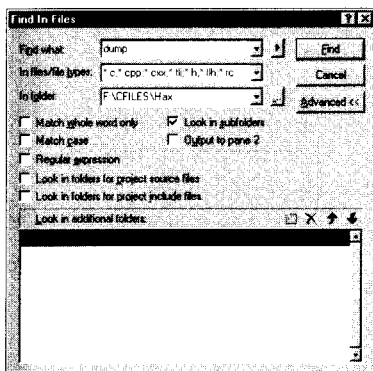 Find In Files
Find what: dump Find
In files/file types: *.c;*.cpp;*.cxx;*.tli;*.h;*.tlh;*.rc Cancel
In folder: F:\CFILES\Hax Advanced <<
Match whole word only Look in subfolders
Match case Output to pane 2
Regular expression
Look in folders for project source files
Look in folders for project include files
Look in additional folders: